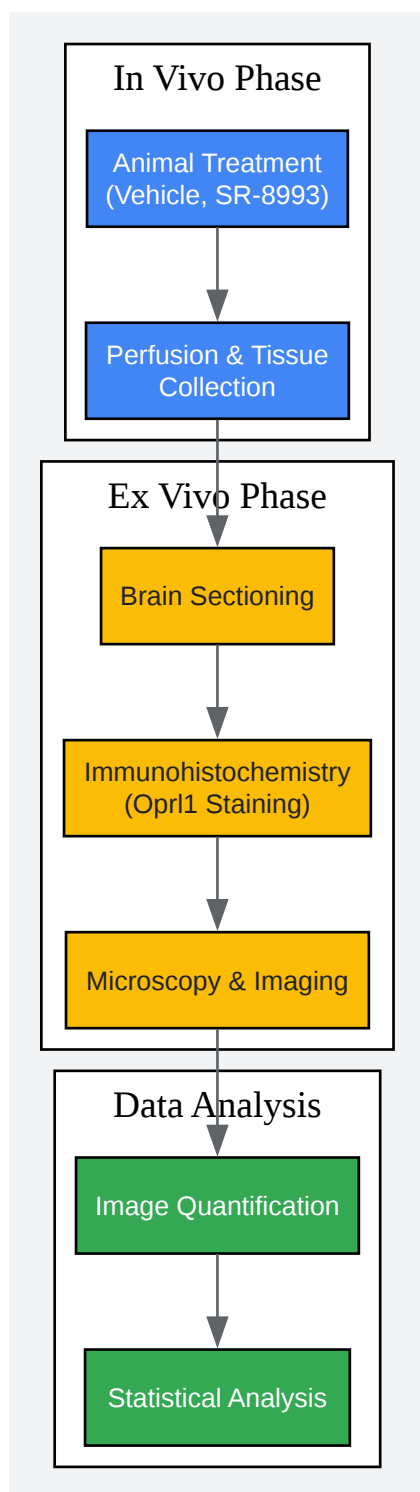 In Vivo Phase
Animal Treatment
(Vehicle, SR-8993)
Perfusion & Tissue
Collection
Ex Vivo Phase
Brain Sectioning
Immunohistochemistry
(Oprl1 Staining)
Microscopy & Imaging
Data Analysis
Image Quantification
Statistical Analysis